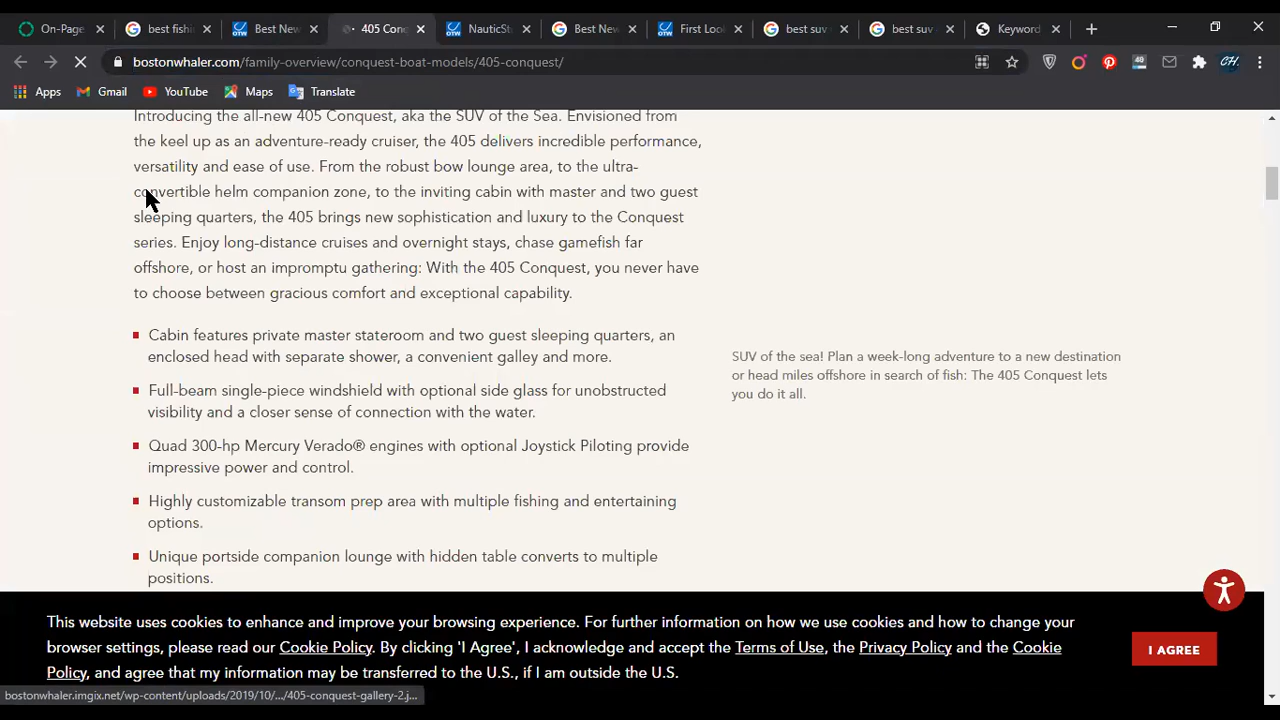 On-Page
best fishi
Best New
405 Conq
NauticSt
Best New
First Look
best suv
best suv
Keyword
bostonwhaler.com/family-overview/conquest-boat-models/405-conquest/
CH
Apps
Gmail
YouTube
Maps
Translate
Introducing the all-new 405 Conquest, aka the SUV of the Sea. Envisioned from
the keel up as an adventure-ready cruiser, the 405 delivers incredible performance,
versatility and ease of use. From the robust bow lounge area, to the ultra-
convertible helm companion zone, to the inviting cabin with master and two guest
sleeping quarters, the 405 brings new sophistication and luxury to the Conquest
series. Enjoy long-distance cruises and overnight stays, chase gamefish far
offshore, or host an impromptu gathering: With the 405 Conquest, you never have
to choose between gracious comfort and exceptional capability.
Cabin features private master stateroom and two guest sleeping quarters, an
enclosed head with separate shower, a convenient galley and more.
Full-beam single-piece windshield with optional side glass for unobstructed
visibility and a closer sense of connection with the water.
Quad 300-hp Mercury Verado® engines with optional Joystick Piloting provide
impressive power and control.
Highly customizable transom prep area with multiple fishing and entertaining
options.
Unique portside companion lounge with hidden table converts to multiple
positions.
SUV of the sea! Plan a week-long adventure to a new destination
or head miles offshore in search of fish: The 405 Conquest lets
you do it all.
This website uses cookies to enhance and improve your browsing experience. For further information on how we use cookies and how to change your
browser settings, please read our Cookie Policy. By clicking 'I Agree', I acknowledge and accept the Terms of Use, the Privacy Policy and the Cookie
Policy, and agree that my information may be transferred to the U.S., if I am outside the U.S.
I AGREE
bostonwhaler.imgix.net/wp-content/uploads/2019/10/.../405-conquest-gallery-2.j...